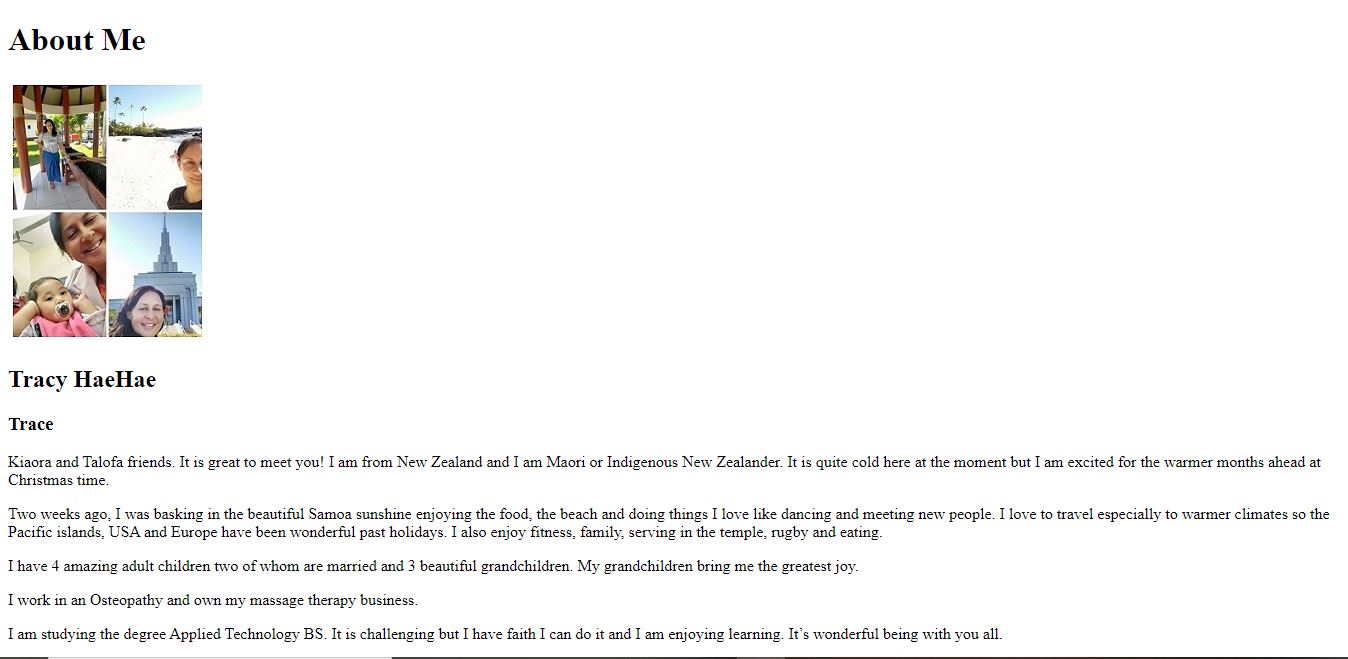 About Me
Tracy HaeHae
Trace
Kiaora and Talofa friends. It is great to meet you! I am from New Zealand and I am Maori or Indigenous New Zealander. It is quite cold here at the moment but I am excited for the warmer months ahead at
Christmas time.
Two weeks ago, I was basking in the beautiful Samoa sunshine enjoying the food, the beach and doing things I love like dancing and meeting new people. I love to travel especially to warmer climates so the
Pacific islands, USA and Europe have been wonderful past holidays. I also enjoy fitness, family, serving in the temple, rugby and eating.
I have 4 amazing adult children two of whom are married and 3 beautiful grandchildren. My grandchildren bring me the greatest joy.
I work in an Osteopathy and own my massage therapy business.
I am studying the degree Applied Technology BS. It is challenging but I have faith I can do it and I am enjoying learning. It’s wonderful being with you all.